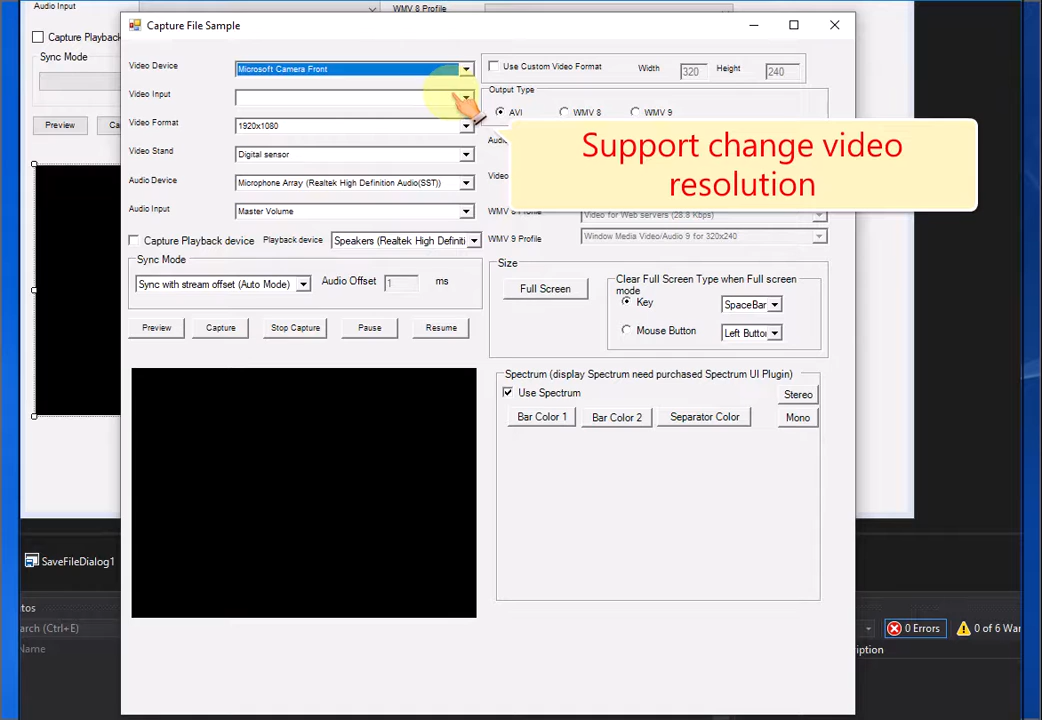 Audio Input
WMV 8 Profile
Capture File Sample
Capture Playback
Sync Mode
Preview
Video Device
Microsoft Camera Front
Use Custom Video Format
Width
320
Height
240
Video Input
Output Type
AVI
WMV 8
WMV 9
Video Format
1920x1080
Support change video
resolution
Video Stand
Digital sensor
Audio Device
Microphone Array (Realtek High Definition Audio(SST))
Audio Input
Master Volume
WMV 8 Profile
Video for Web servers (28.8 Kbps)
Capture Playback device
Playback device
Speakers (Realtek High Definiti
WMV 9 Profile
Window Media Video/Audio 9 for 320x240
Sync Mode
Sync with stream offset (Auto Mode)
Audio Offset
1
ms
Size
Full Screen
Clear Full Screen Type when Full screen
mode
Key
SpaceBar
Mouse Button
Left Button
Preview
Capture
Stop Capture
Pause
Resume
Spectrum (display Spectrum need purchased Spectrum UI Plugin)
Use Spectrum
Stereo
Bar Color 1
Bar Color 2
Separator Color
Mono
SaveFileDialog1
tos
arch (Ctrl+E)
0 Errors
0 of 6 War
Name
ription